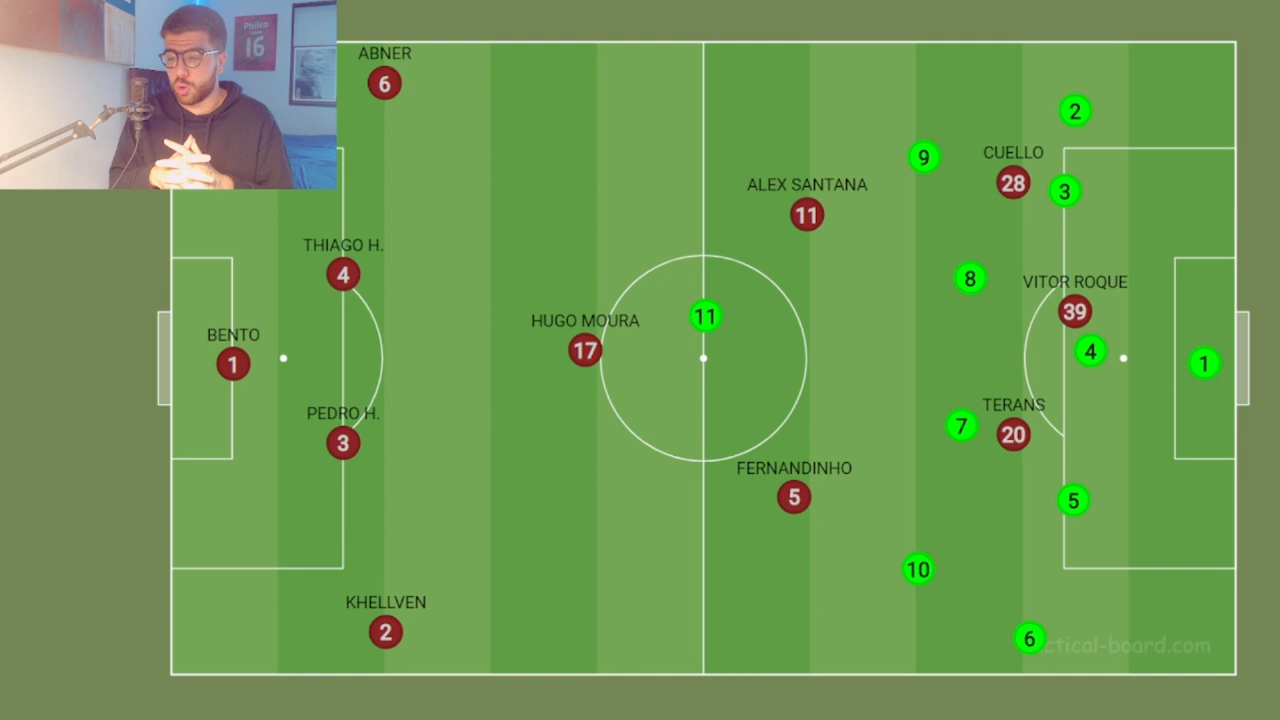 Philco
16
ABNER
6
2
9
CUELLO
28
3
ALEX SANTANA
11
THIAGO H.
4
8
VITOR ROQUE
39
HUGO MOURA
17
11
BENTO
1
4
1
PEDRO H.
3
TERANS
20
7
FERNANDINHO
5
5
10
KHELLVEN
2
6
ctical-board.com